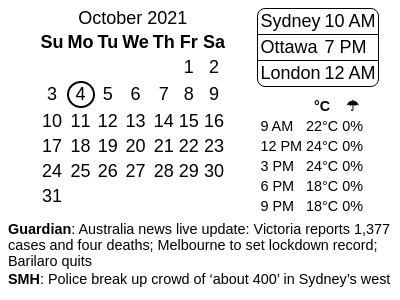 October 2021
Su Mo Tu We Th Fr Sa
1 2
3 4 5 6 7 8 9
10 11 12 13 14 15 16
17 18 19 20 21 22 23
24 25 26 27 28 29 30
31
Sydney 10 AM
Ottawa 7 PM
London 12 AM
°C ☂
9 AM 22°C 0%
12 PM 24°C 0%
3 PM 24°C 0%
6 PM 18°C 0%
9 PM 18°C 0%
Guardian: Australia news live update: Victoria reports 1,377
cases and four deaths; Melbourne to set lockdown record;
Barilaro quits
SMH: Police break up crowd of ‘about 400’ in Sydney’s west